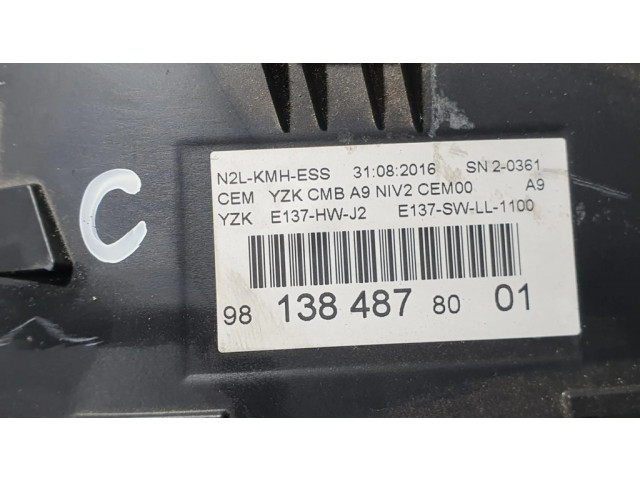 C
N2L-KMH-ESS 31:08:2016 SN 2-0361
CEM YZK CMB A9 NIV2 CEM00 A9
YZK E137-HW-J2 E137-SW-LL-1100
98 138 487 80 01